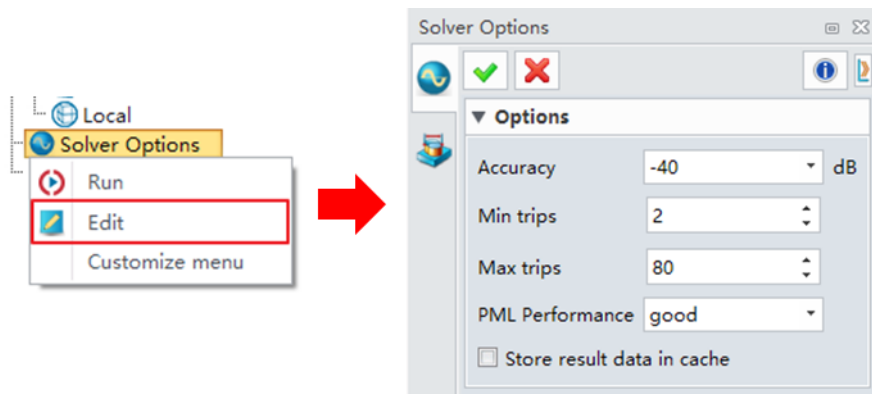 Local
Solver Options
Run
Edit
Customize menu
Solver Options
Options
Accuracy -40 dB
Min trips 2
Max trips 80
PML Performance good
Store result data in cache